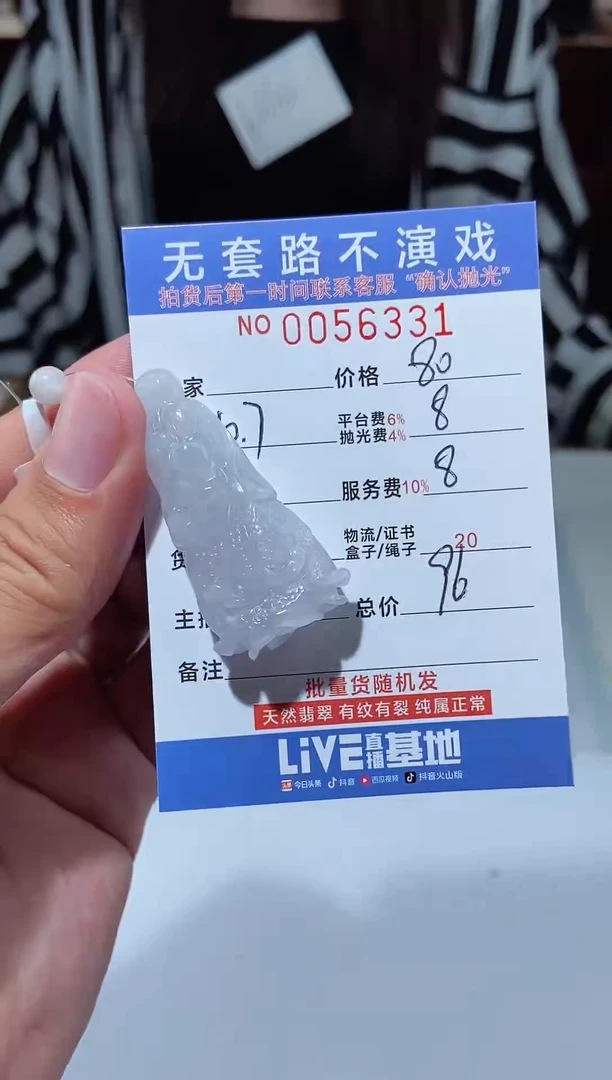 无套路不演戏
拍货后第一时间联系客服“确认抛光”
NO 0056331
家 价格 80
平台费6% 8
抛光费4%
服务费10% 8
物流/证书
盒子/绳子 20
主 总价 96
备注
批量货随机发
天然翡翠 有纹有裂 纯属正常
LiVE直播基地
今日头条 抖音 西瓜视频 抖音火山版